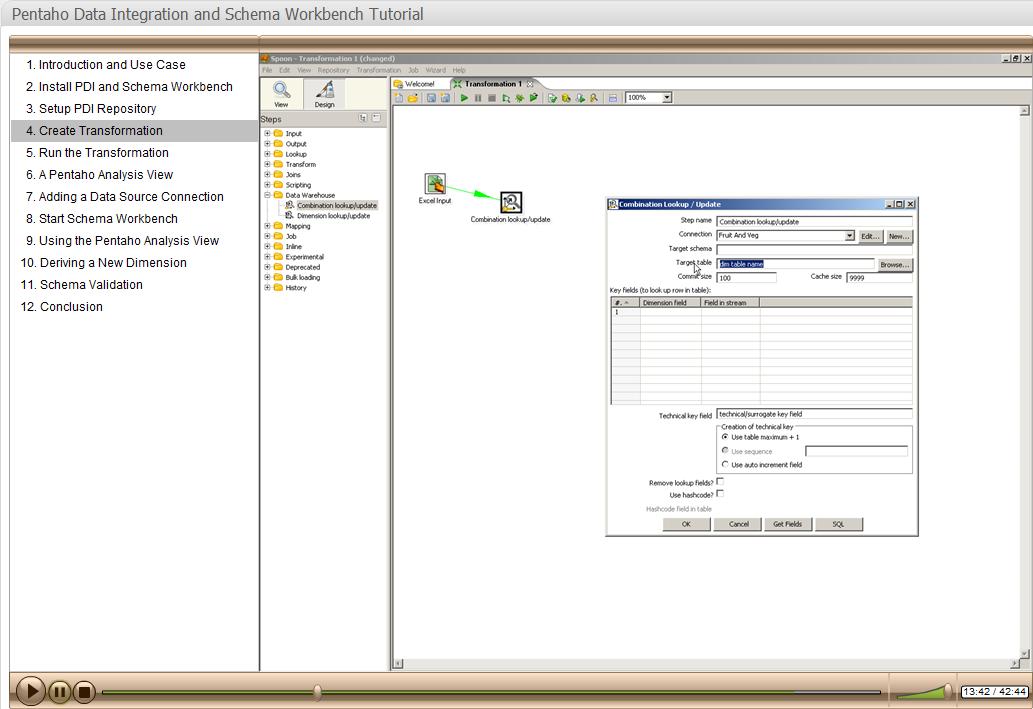 Pentaho Data Integration and Schema Workbench Tutorial
1. Introduction and Use Case
2. Install PDI and Schema Workbench
3. Setup PDI Repository
4. Create Transformation
5. Run the Transformation
6. A Pentaho Analysis View
7. Adding a Data Source Connection
8. Start Schema Workbench
9. Using the Pentaho Analysis View
10. Deriving a New Dimension
11. Schema Validation
12. Conclusion
Spoon - Transformation 1 (changed)
File Edit View Repository Transformation Job Wizard Help
View Design
Steps
Input
Output
Lookup
Transform
Joins
Scripting
Data Warehouse
Combination lookup/update
Dimension lookup/update
Mapping
Job
Inline
Experimental
Deprecated
Bulk loading
History
Welcome! Transformation 1
100%
Excel Input
Combination lookup/update
Combination Lookup / Update
Step name Combination lookup/update
Connection Fruit And Veg Edit... New...
Target schema
Target table dim table name Browse...
Commit size 100 Cache size 9999
Key fields (to look up row in table):
#. Dimension field Field in stream
1
Technical key field technical/surrogate key field
Creation of technical key
Use table maximum + 1
Use sequence
Use auto increment field
Remove lookup fields?
Use hashcode?
Hashcode field in table
OK Cancel Get Fields SQL
13:42 / 42:44